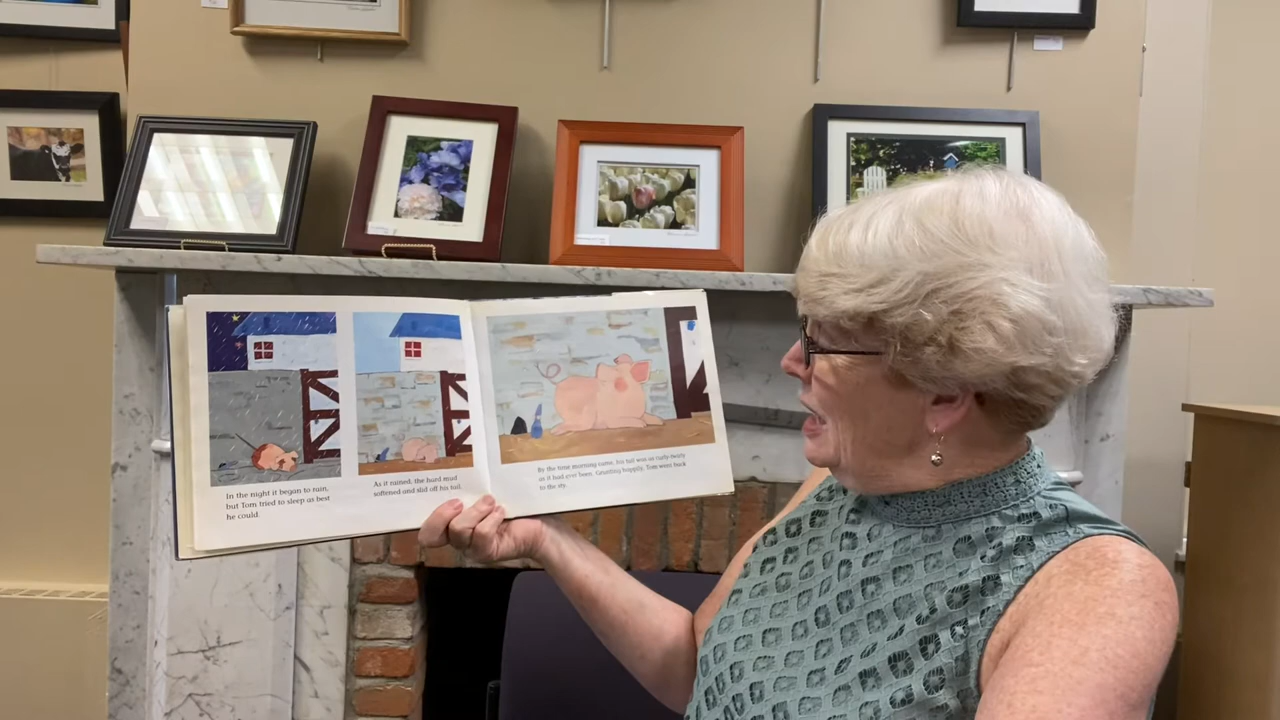 In the night it began to rain,
but Tom tried to sleep as best
he could.
As it rained, the hard mud
softened and slid off his tail.
By the time morning came, his tail was as curly-twirly
as it had ever been. Grunting happily, Tom went back
to the sty.